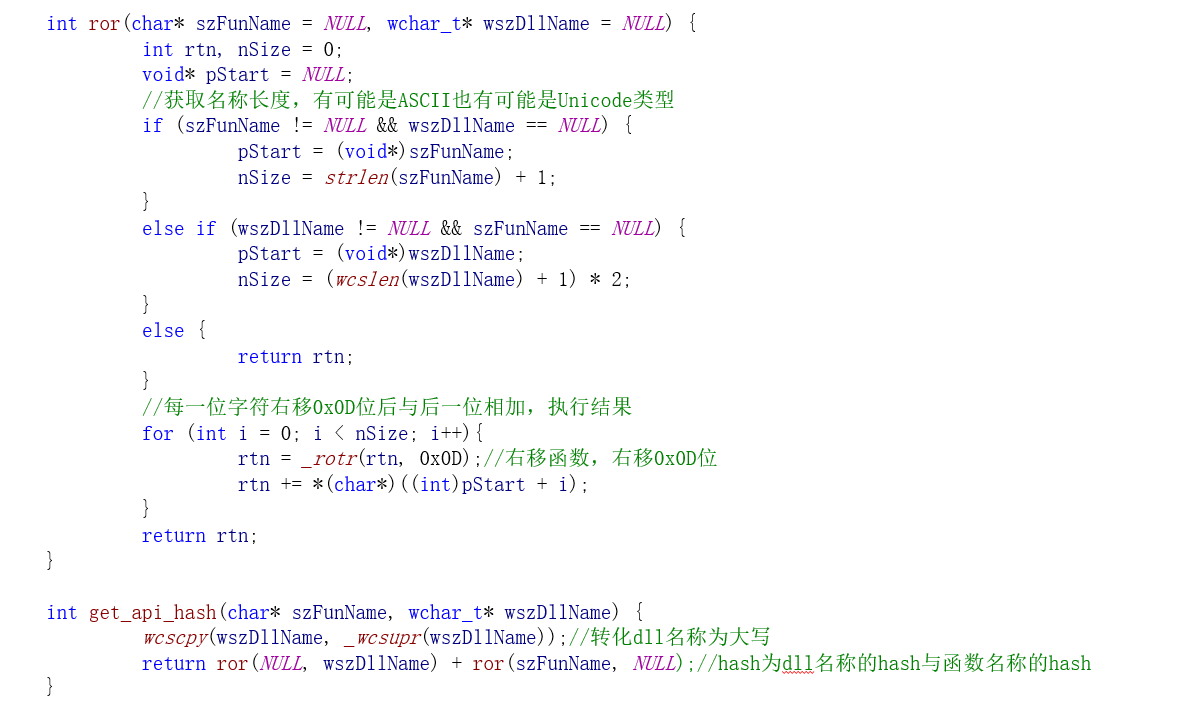 int ror(char* szFunName = NULL, wchar_t* wszDllName = NULL) {
int rtn, nSize = 0;
void* pStart = NULL;
//获取名称长度，有可能是ASCII也有可能是Unicode类型
if (szFunName != NULL && wszDllName == NULL) {
pStart = (void*)szFunName;
nSize = strlen(szFunName) + 1;
}
else if (wszDllName != NULL && szFunName == NULL) {
pStart = (void*)wszDllName;
nSize = (wcslen(wszDllName) + 1) * 2;
}
else {
return rtn;
}
//每一位字符右移0x0D位后与后一位相加，执行结果
for (int i = 0; i < nSize; i++){
rtn = _rotr(rtn, 0x0D);//右移函数，右移0x0D位
rtn += *(char*)((int)pStart + i);
}
return rtn;
}
int get_api_hash(char* szFunName, wchar_t* wszDllName) {
wcscpy(wszDllName, _wcsupr(wszDllName));//转化dll名称为大写
return ror(NULL, wszDllName) + ror(szFunName, NULL);//hash为dll名称的hash与函数名称的hash
}